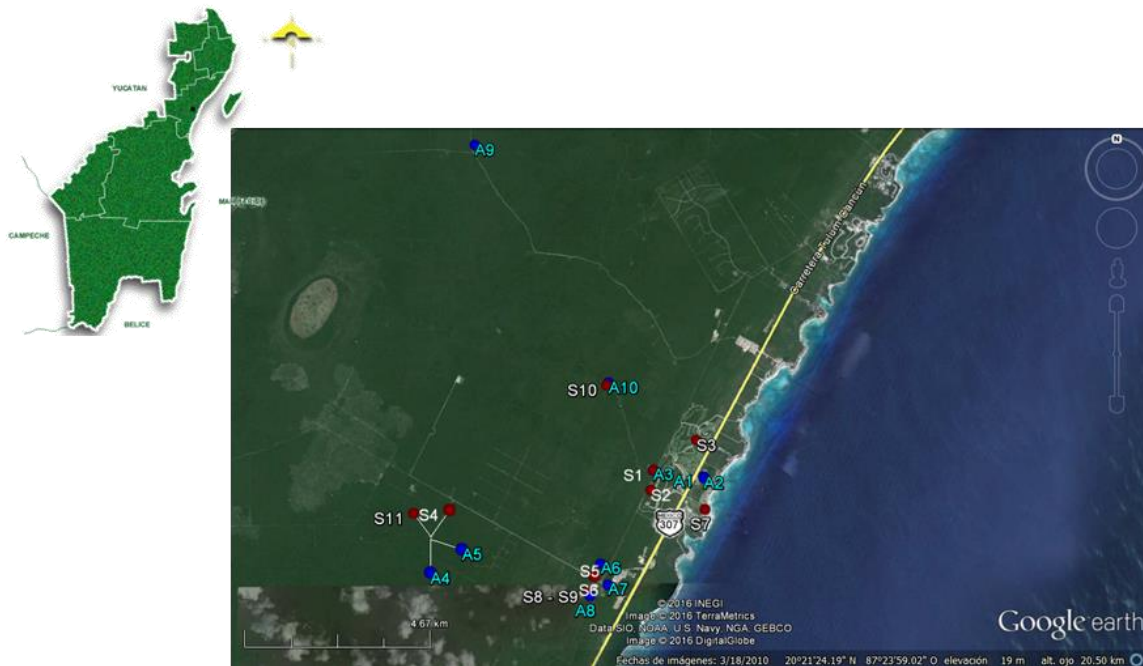 YUCATAN
CAMPECHE
BELICE
N
A9
Carretera Tulum Cancun
S10
A10
S3
S1
A3
A1
A2
S2
S11
S4
MEXICO
307
S7
A5
A4
S5
A6
S6
A7
S8 - S9
A8
4.67 km
© 2016 INEGI
Image © 2016 TerraMetrics
Data SIO, NOAA, U.S. Navy, NGA, GEBCO
Image © 2016 DigitalGlobe
Google earth
Fechas de imágenes: 3/18/2010 20°21'24.19" N 87°23'59.02" O elevación 19 m alt. ojo 20.50 km